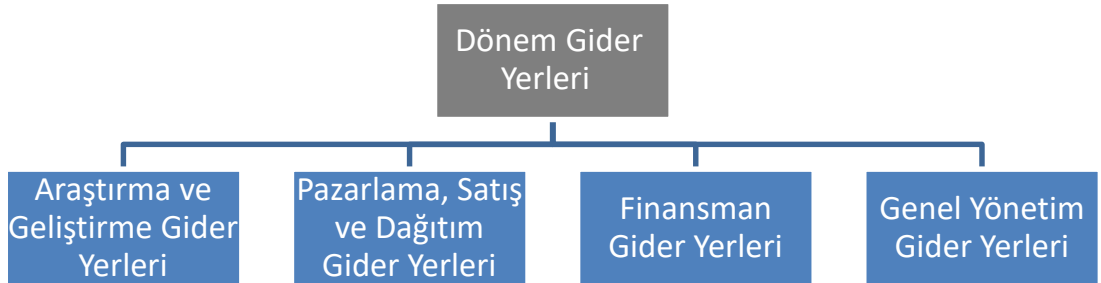 Dönem Gider
Yerleri
Araştırma ve
Geliştirme Gider
Yerleri
Pazarlama, Satış
ve Dağıtım
Gider Yerleri
Finansman
Gider Yerleri
Genel Yönetim
Gider Yerleri